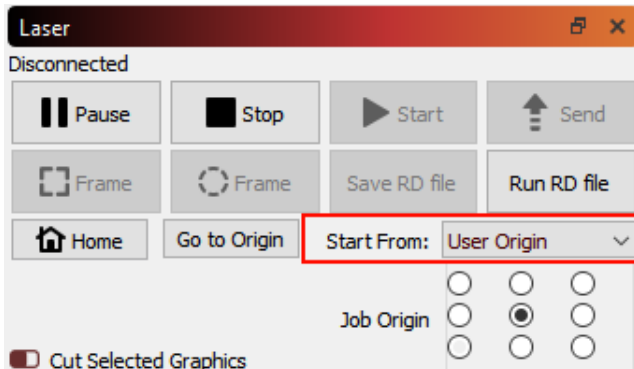 Laser
Disconnected
Pause Stop Start Send
Frame Frame Save RD file Run RD file
Home Go to Origin Start From: User Origin
Job Origin
Cut Selected Graphics